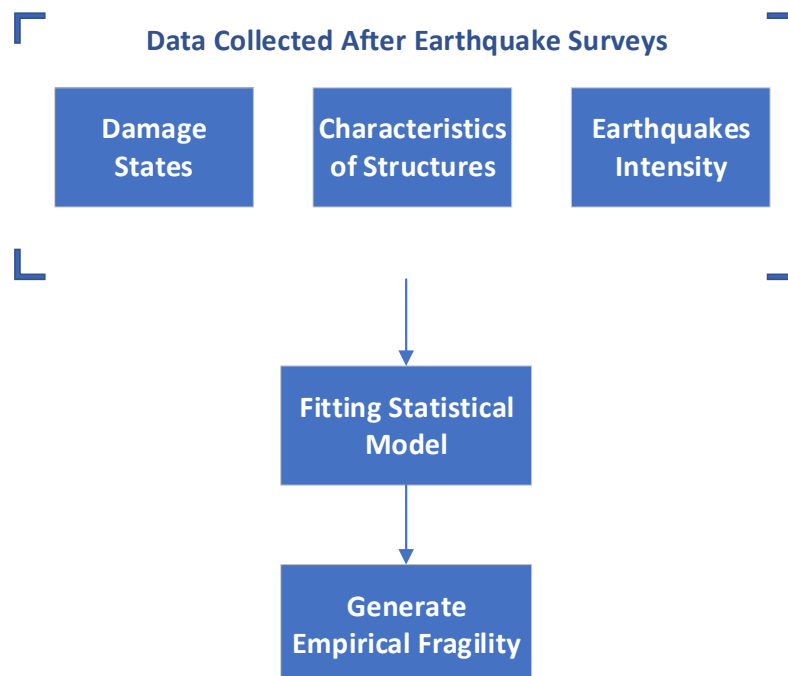 Data Collected After Earthquake Surveys
Damage
States
Characteristics
of Structures
Earthquakes
Intensity
Fitting Statistical
Model
Generate
Empirical Fragility